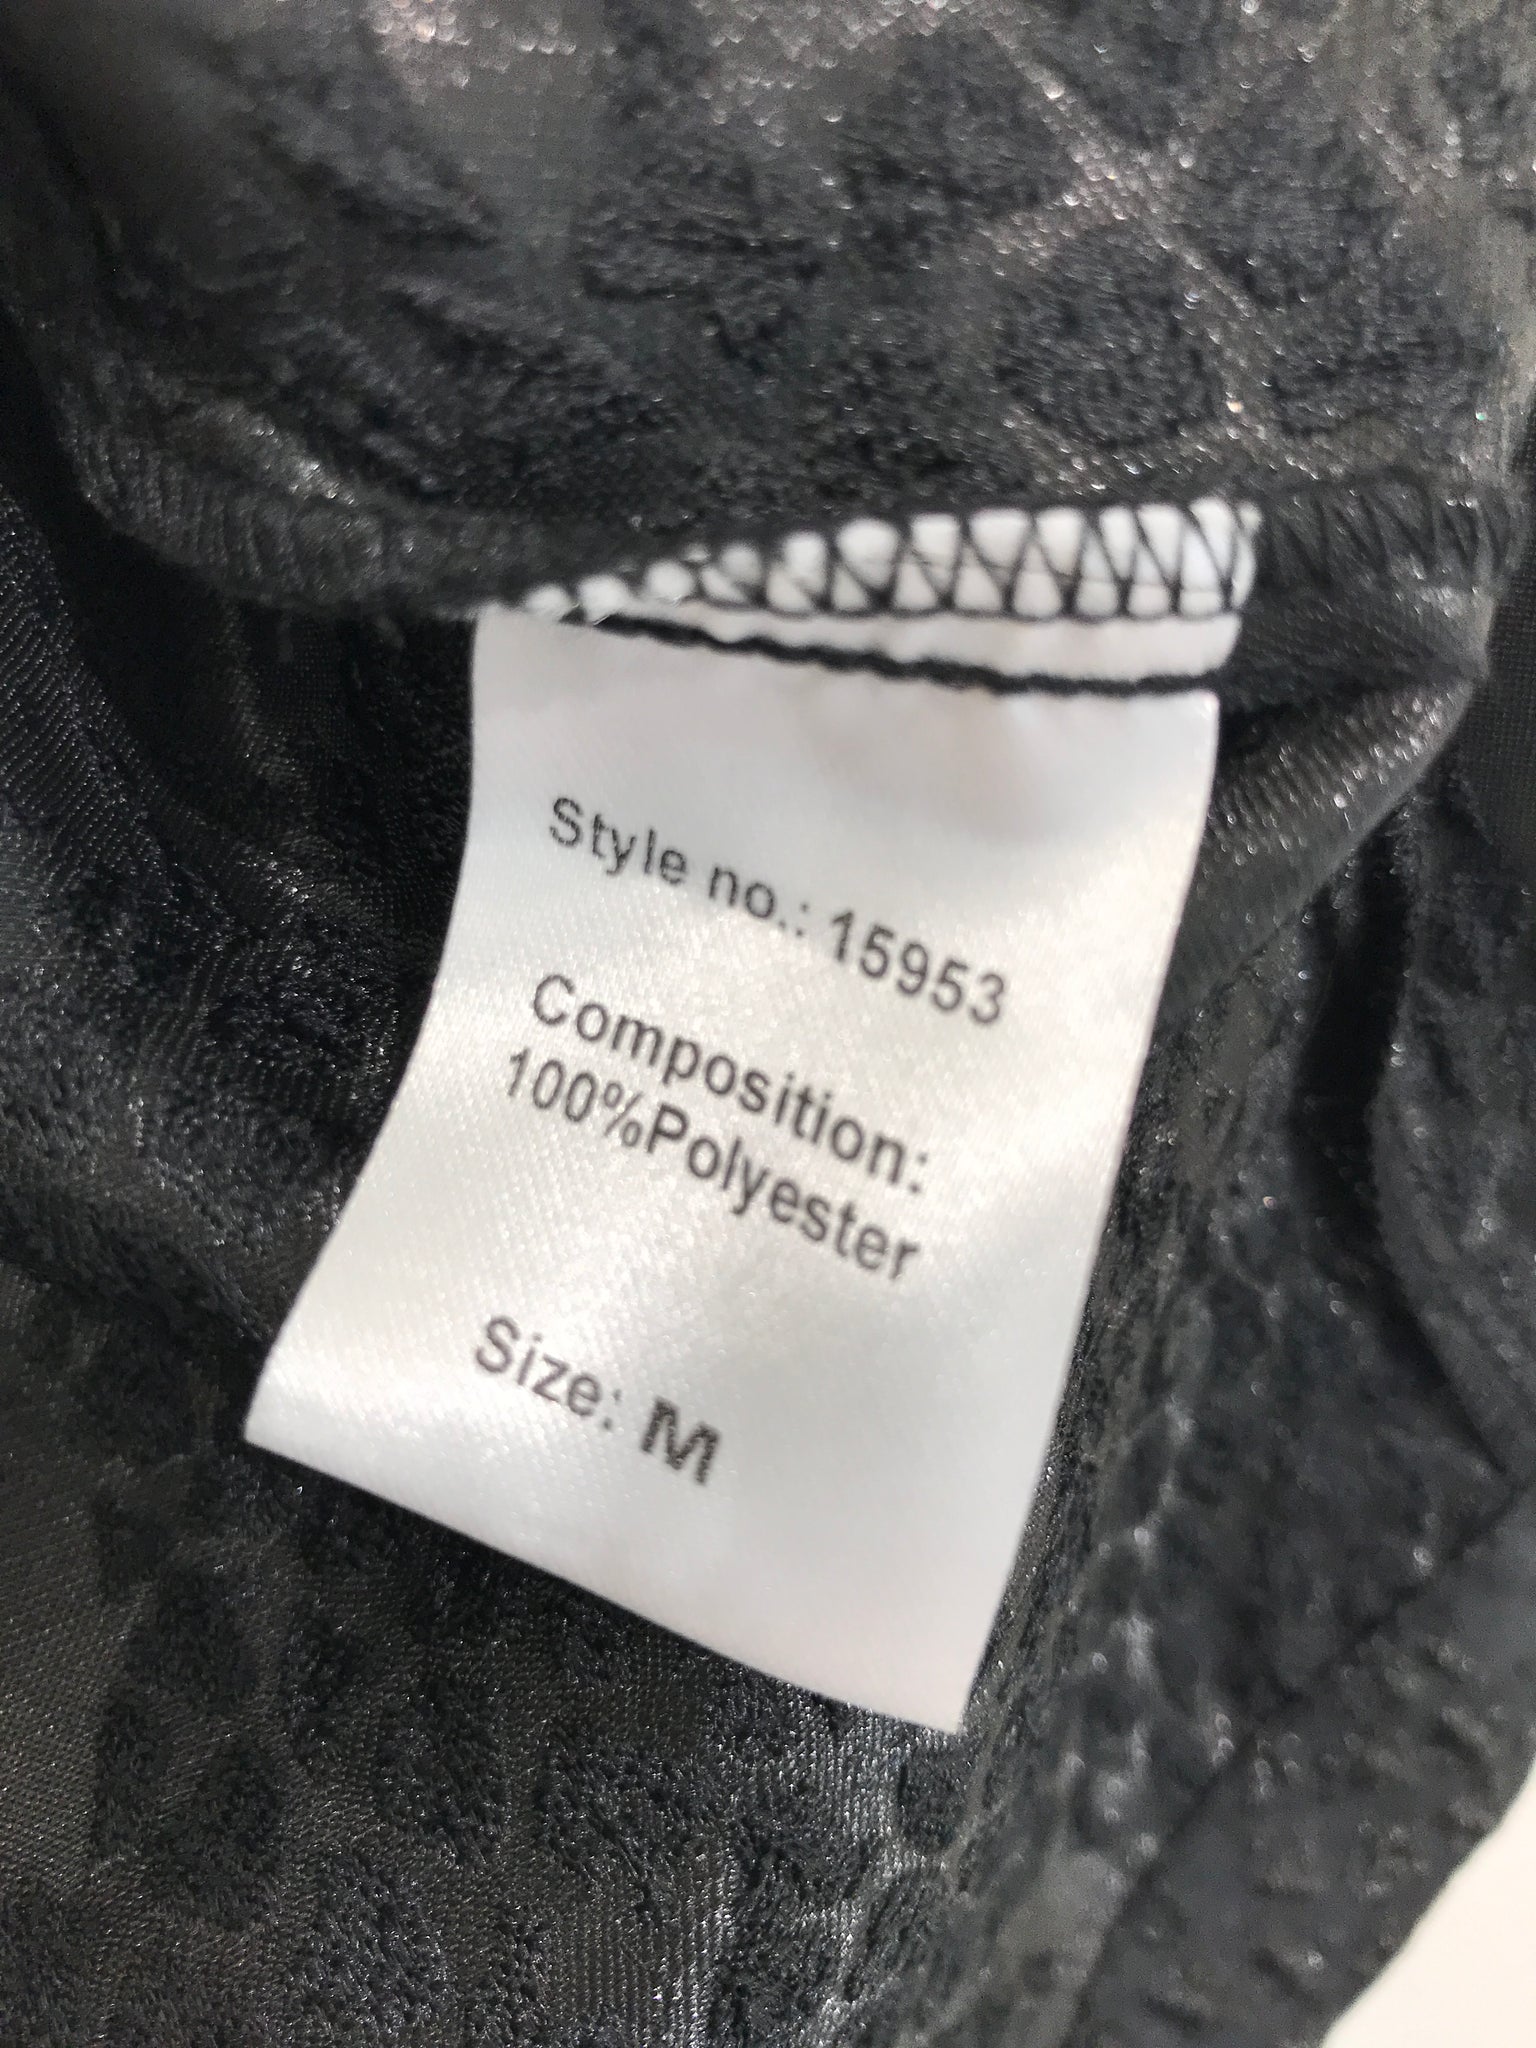 Style no.: 15953
Composition:
100%Polyester
Size: M